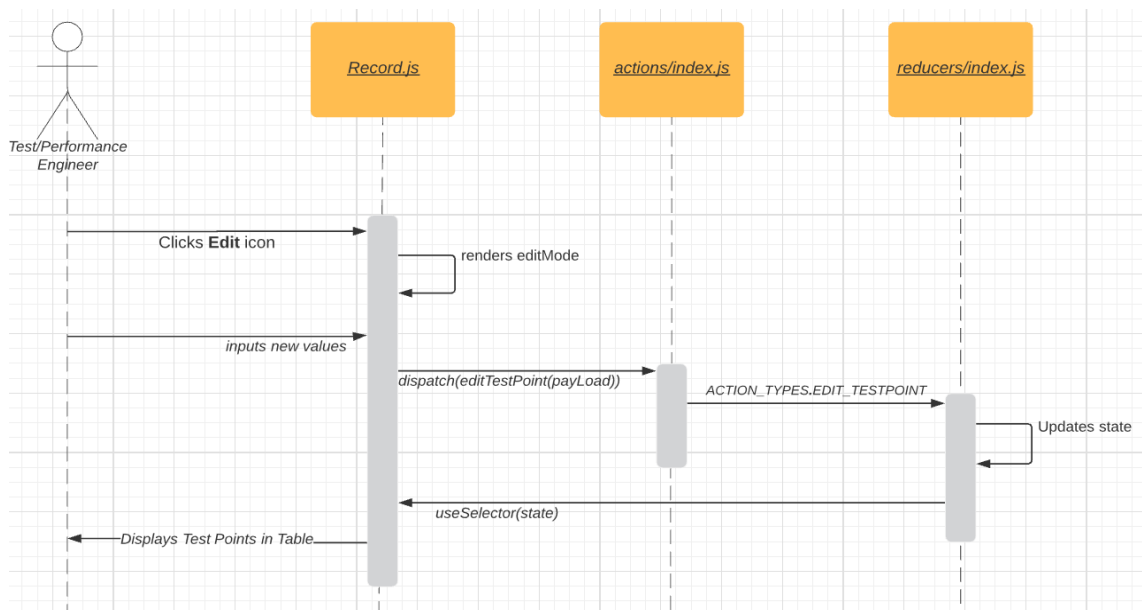 Record.js
actions/index.js
reducers/index.js
Test/Performance
Engineer
Clicks Edit icon
renders editMode
inputs new values
dispatch(editTestPoint(payLoad))
ACTION_TYPES.EDIT_TESTPOINT
Updates state
useSelector(state)
Displays Test Points in Table